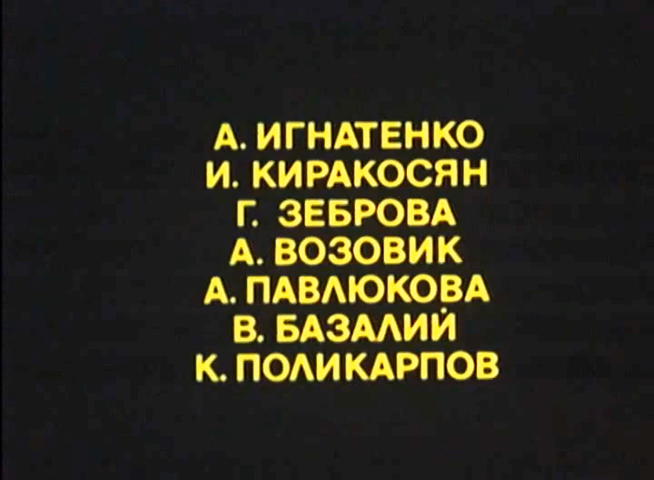 А. ИГНАТЕНКО
И. КИРАКОСЯН
Г. ЗЕБРОВА
А. ВОЗОВИК
А. ПАВЛЮКОВА
В. БАЗАЛИЙ
К. ПОЛИКАРПОВ